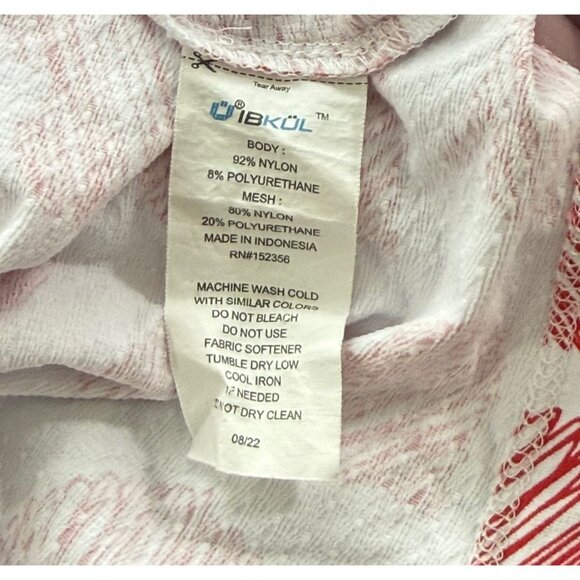 Tear Away
Ü® IBKÜL™
BODY :
92% NYLON
8% POLYURETHANE
MESH :
80% NYLON
20% POLYURETHANE
MADE IN INDONESIA
RN#152356
MACHINE WASH COLD
WITH SIMILAR COLORS
DO NOT BLEACH
DO NOT USE
FABRIC SOFTENER
TUMBLE DRY LOW
COOL IRON
IF NEEDED
DO NOT DRY CLEAN
08/22